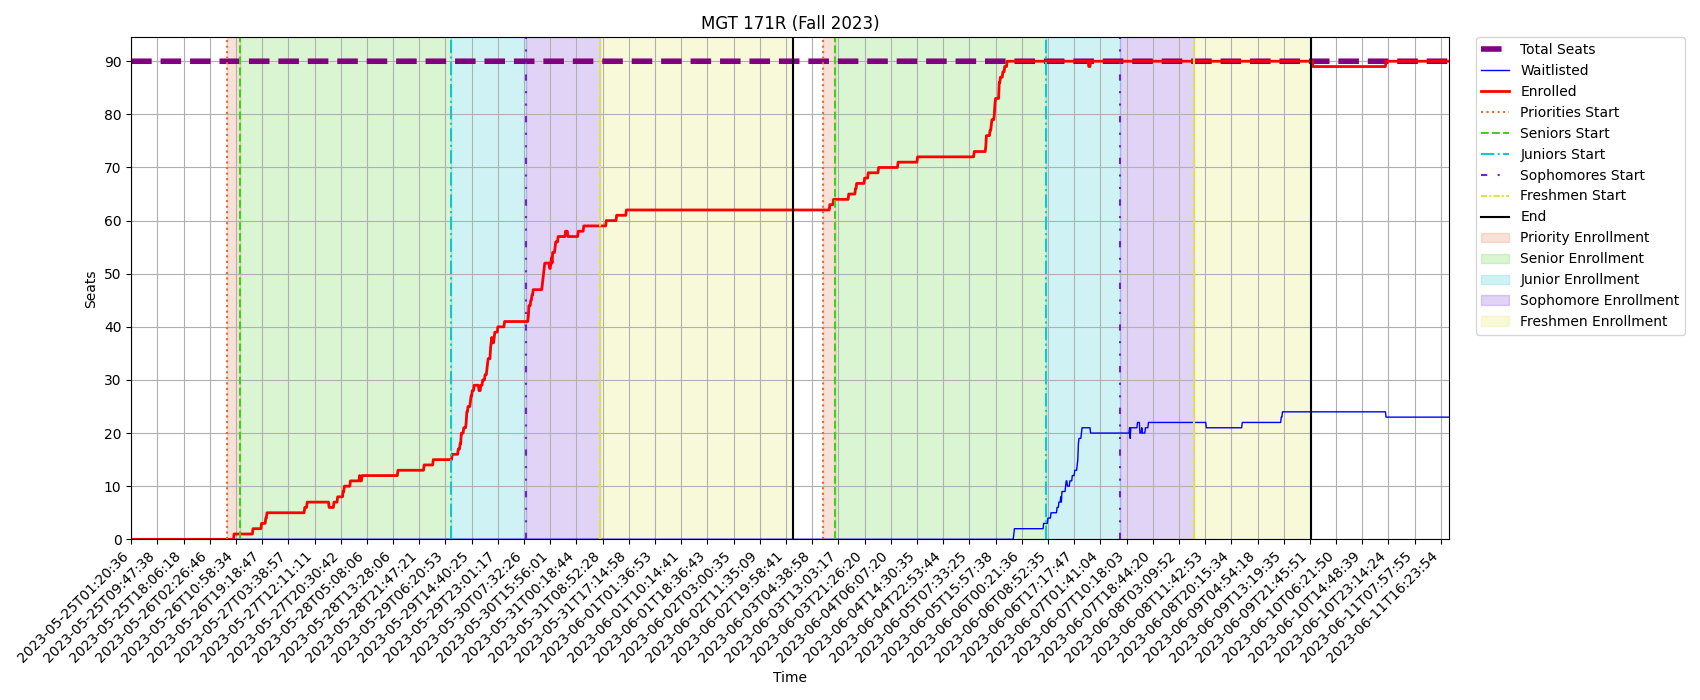 MGT 171R (Fall 2023)
Seats
90
80
70
60
50
40
30
20
10
0
2023-05-25T01:20:36
2023-05-25T09:47:38
2023-05-25T18:06:18
2023-05-26T02:26:46
2023-05-26T10:58:34
2023-05-26T19:18:47
2023-05-27T03:38:57
2023-05-27T12:11:11
2023-05-27T20:30:42
2023-05-28T05:08:06
2023-05-28T13:28:06
2023-05-28T21:47:21
2023-05-29T06:20:53
2023-05-29T14:40:25
2023-05-29T23:01:17
2023-05-30T07:32:26
2023-05-30T15:56:01
2023-05-31T00:18:44
2023-05-31T08:52:28
2023-05-31T17:14:58
2023-06-01T01:36:53
2023-06-01T10:14:41
2023-06-01T18:36:43
2023-06-02T03:00:35
2023-06-02T11:35:09
2023-06-02T19:58:41
2023-06-03T04:38:58
2023-06-03T13:03:17
2023-06-03T21:26:20
2023-06-04T06:07:20
2023-06-04T14:30:35
2023-06-04T22:53:44
2023-06-05T07:33:25
2023-06-05T15:57:38
2023-06-06T00:21:36
2023-06-06T08:52:35
2023-06-06T17:17:47
2023-06-07T01:41:04
2023-06-07T10:18:03
2023-06-07T18:44:20
2023-06-08T03:09:52
2023-06-08T11:42:53
2023-06-08T20:15:34
2023-06-09T04:54:18
2023-06-09T13:19:35
2023-06-09T21:45:51
2023-06-10T06:21:50
2023-06-10T14:48:39
2023-06-10T23:14:24
2023-06-11T07:57:55
2023-06-11T16:23:54
Time
Total Seats
Waitlisted
Enrolled
Priorities Start
Seniors Start
Juniors Start
Sophomores Start
Freshmen Start
End
Priority Enrollment
Senior Enrollment
Junior Enrollment
Sophomore Enrollment
Freshmen Enrollment